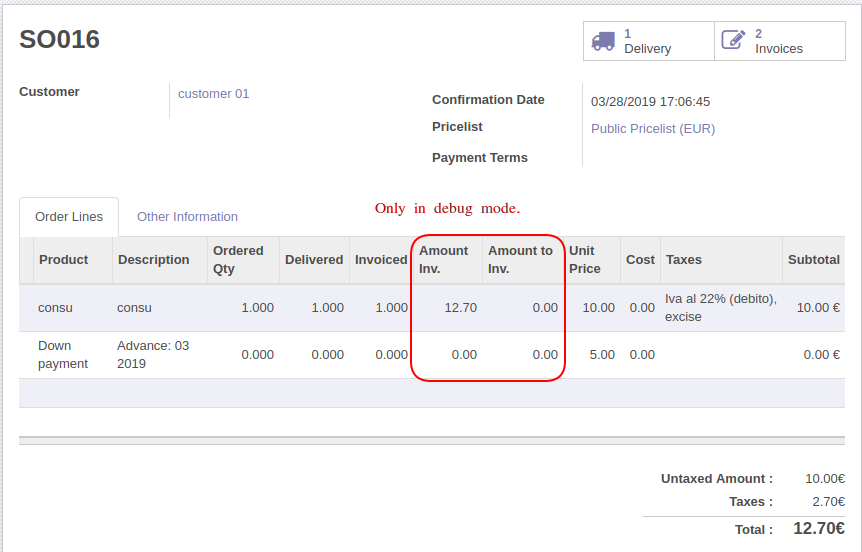 SO016
1
Delivery
2
Invoices
Customer
customer 01
Confirmation Date
03/28/2019 17:06:45
Pricelist
Public Pricelist (EUR)
Payment Terms
Order Lines
Other Information
Only in debug mode.
Product Description Ordered Qty Delivered Invoiced Amount Inv. Amount to Inv. Unit Price Cost Taxes Subtotal
consu consu 1.000 1.000 1.000 12.70 0.00 10.00 0.00 Iva al 22% (debito), excise 10.00 €
Down payment Advance: 03 2019 0.000 0.000 0.000 0.00 0.00 5.00 0.00 0.00 €
Untaxed Amount : 10.00€
Taxes : 2.70€
Total : 12.70€